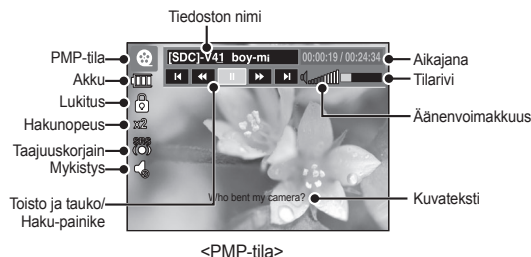 Tiedoston nimi
PMP-tila
[SDC]-V41 boy-mi
00:00:19 / 00:24:34
Aikajana
Akku
Tilarivi
Lukitus
Äänenvoimakkuus
Hakunopeus
x2
Taajuuskorjain
SRS
Mykistys
Toisto ja tauko/
Haku-painike
Who bent my camera?
Kuvateksti
<PMP-tila>